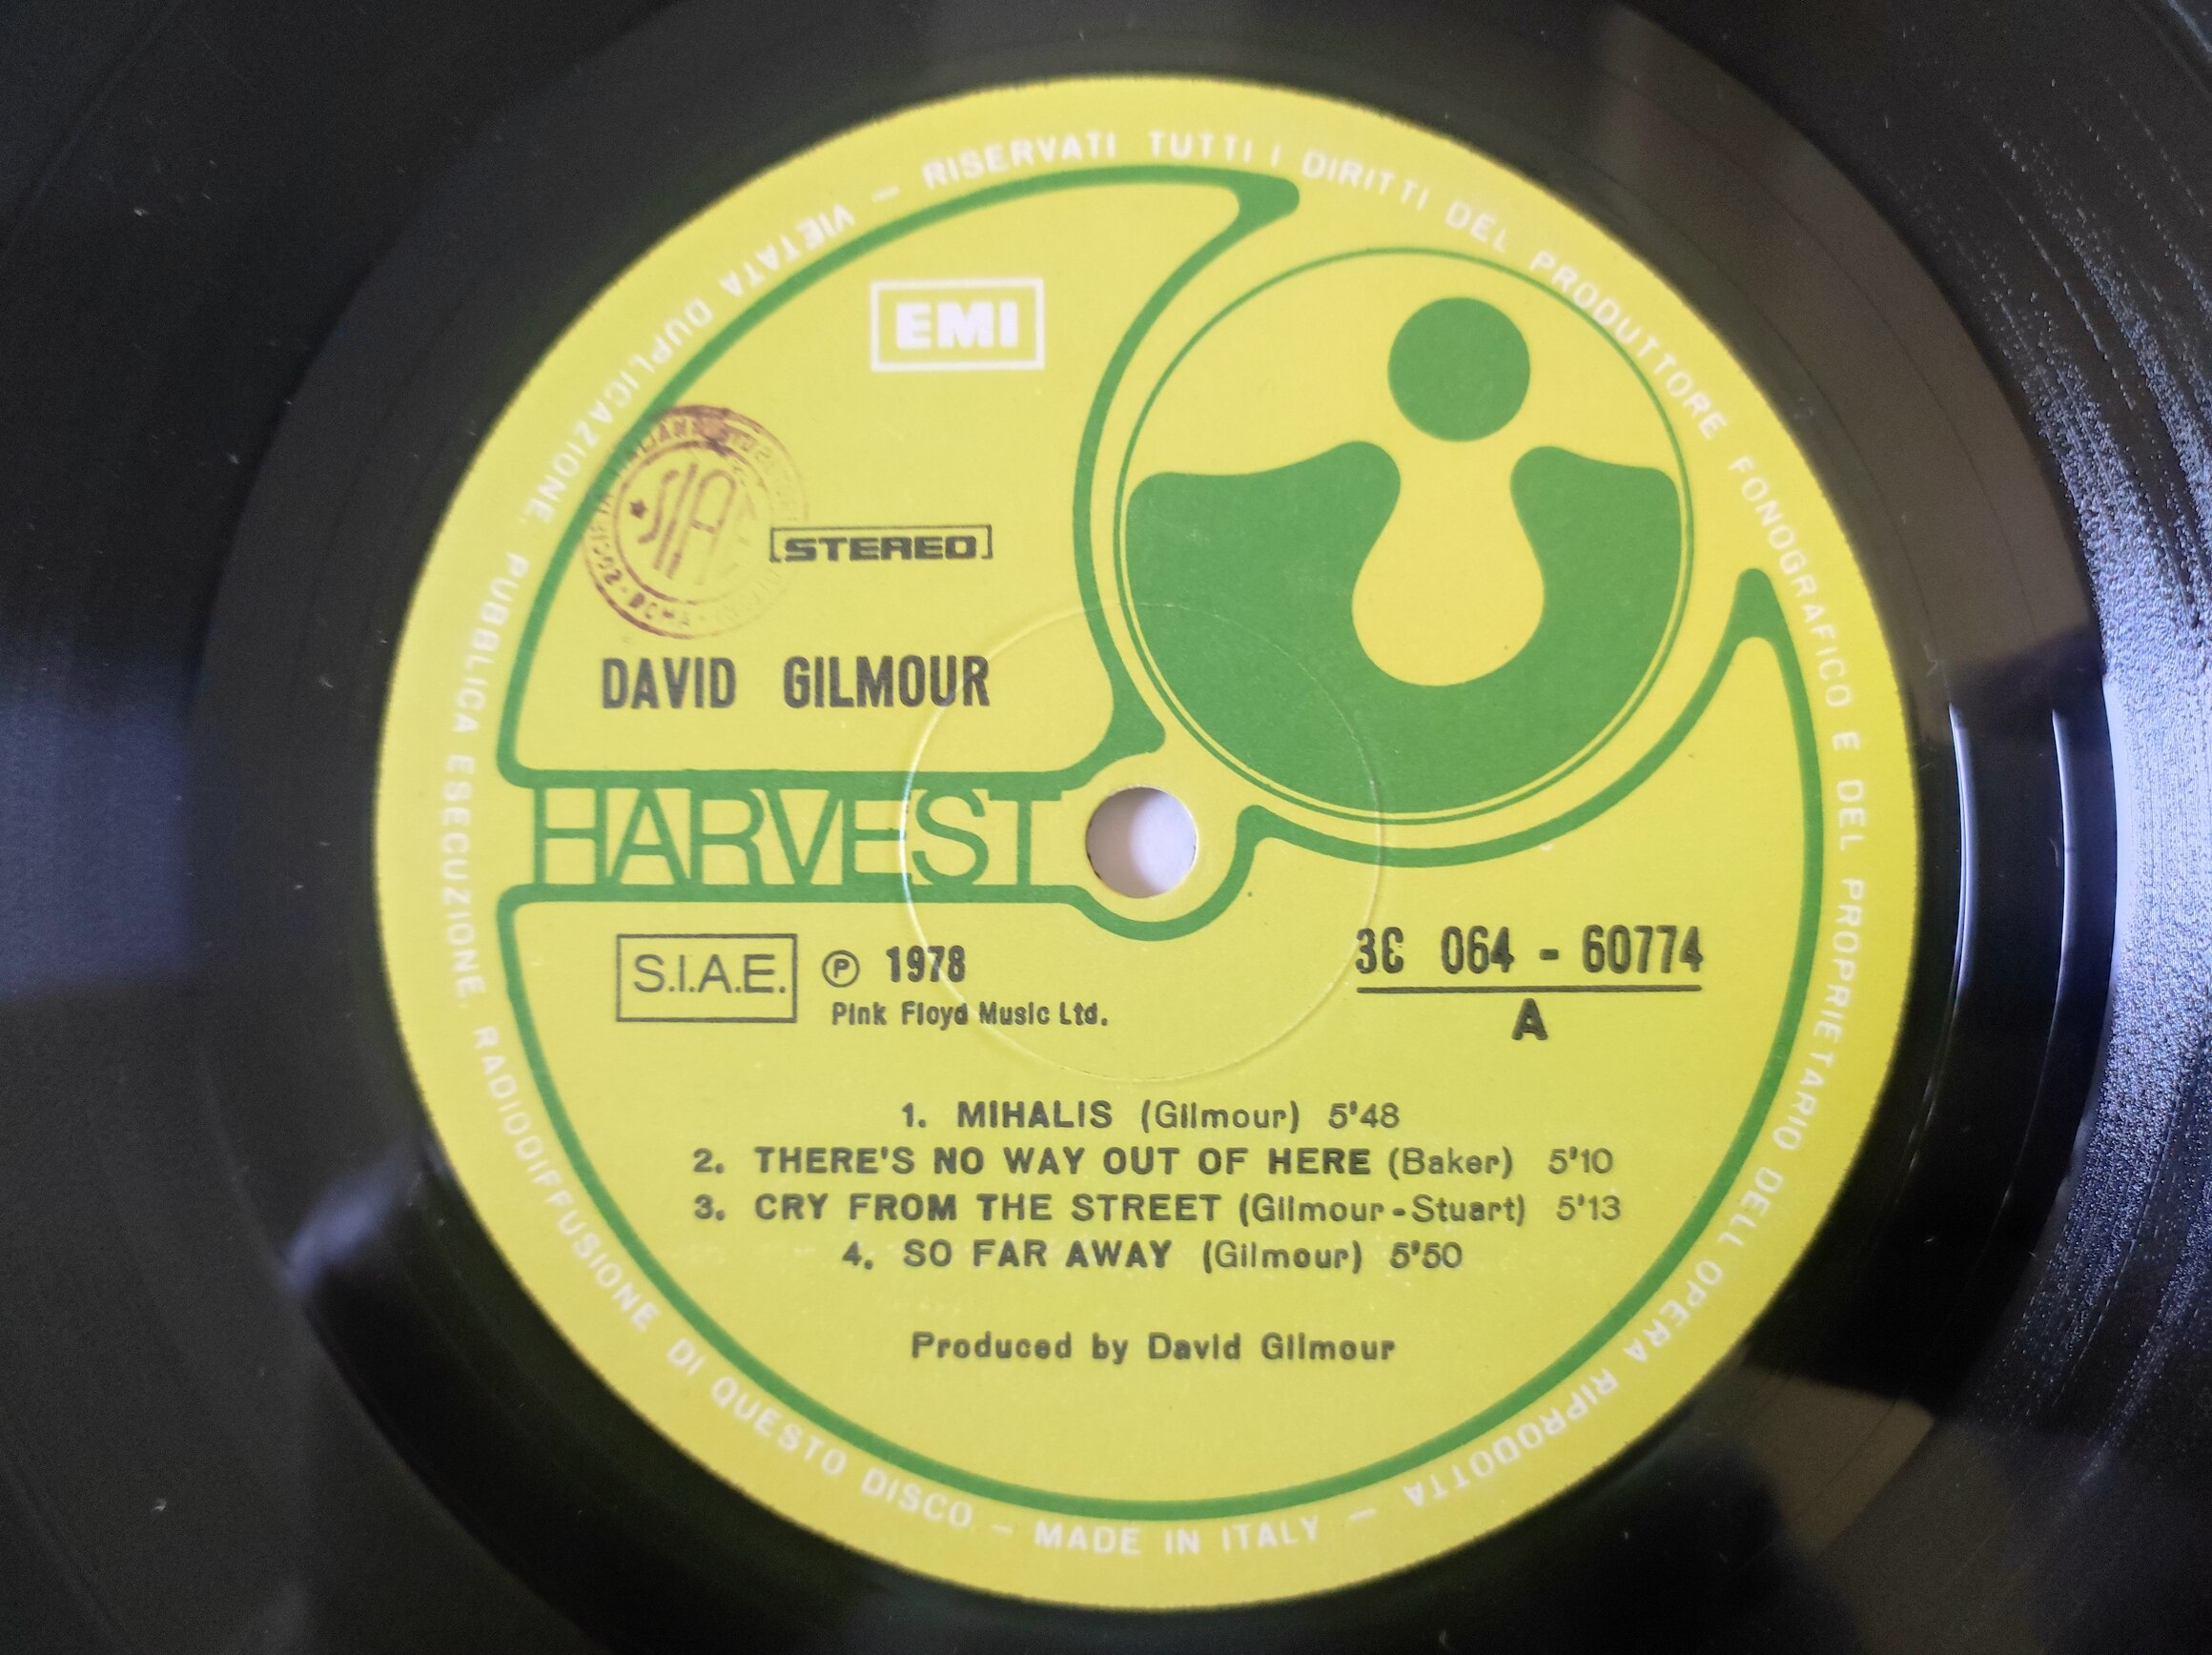 RISERVATI TUTTI I DIRITTI DEL PRODUTTORE FONOGRAFICO E DEL PROPRIETARIO DELL OPERA RIPRODOTTA – MADE IN ITALY –
VIETATA DUPLICAZIONE, PUBBLICA ESECUZIONE, RADIODIFFUSIONE DI QUESTO DISCO –
EMI
SIAE
ROMA
[STEREO]
DAVID GILMOUR
HARVEST
S.I.A.E. ℗ 1978
Pink Floyd Music Ltd.
3C 064 - 60774
A
1. MIHALIS (Gilmour) 5'48
2. THERE'S NO WAY OUT OF HERE (Baker) 5'10
3. CRY FROM THE STREET (Gilmour-Stuart) 5'13
4. SO FAR AWAY (Gilmour) 5'50
Produced by David Gilmour